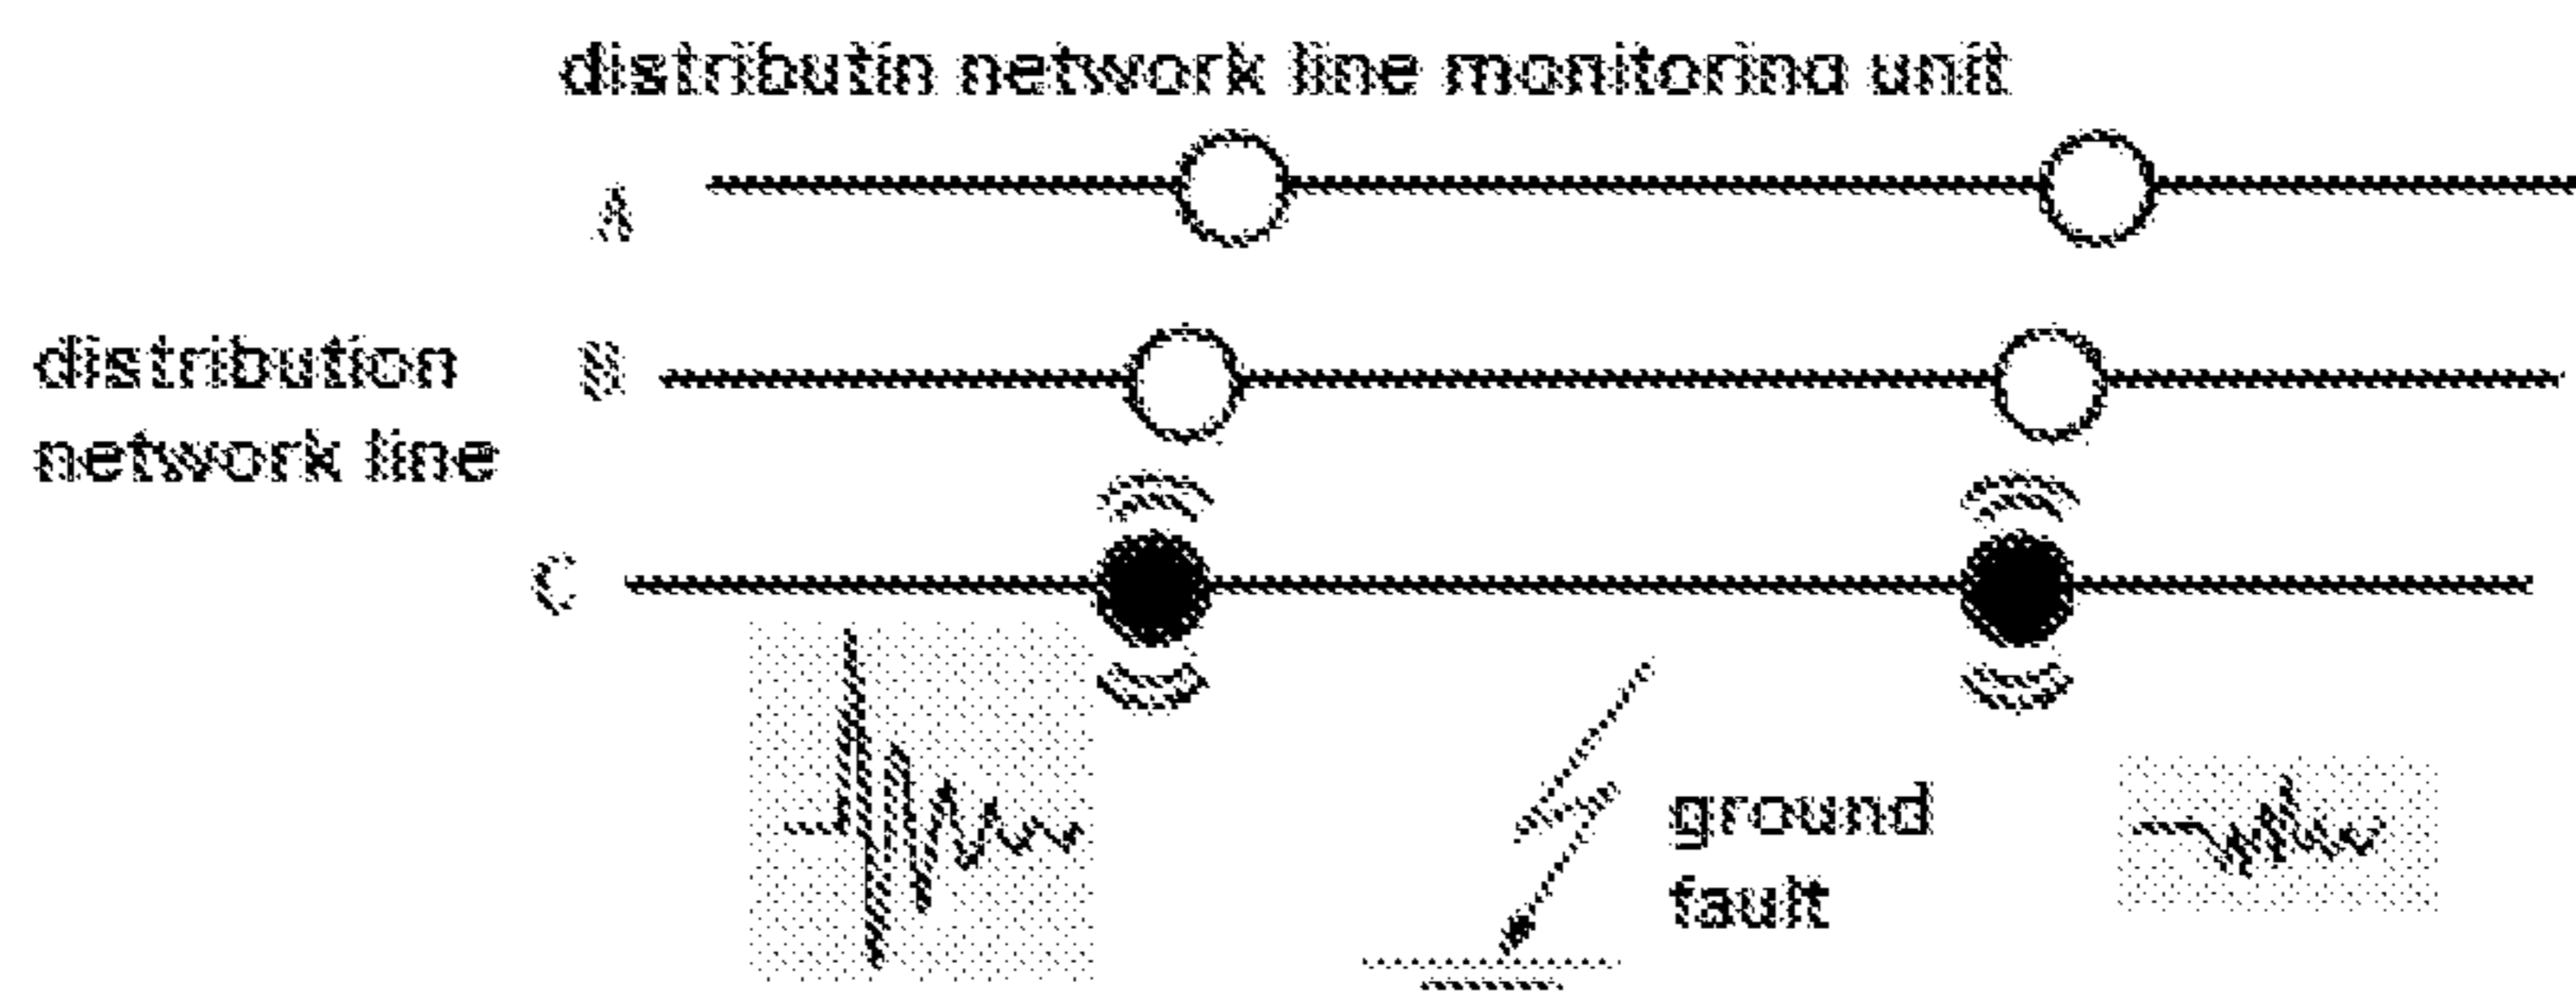 distributin network line monitoring unit
A
distribution
network line
B
C
ground
fault